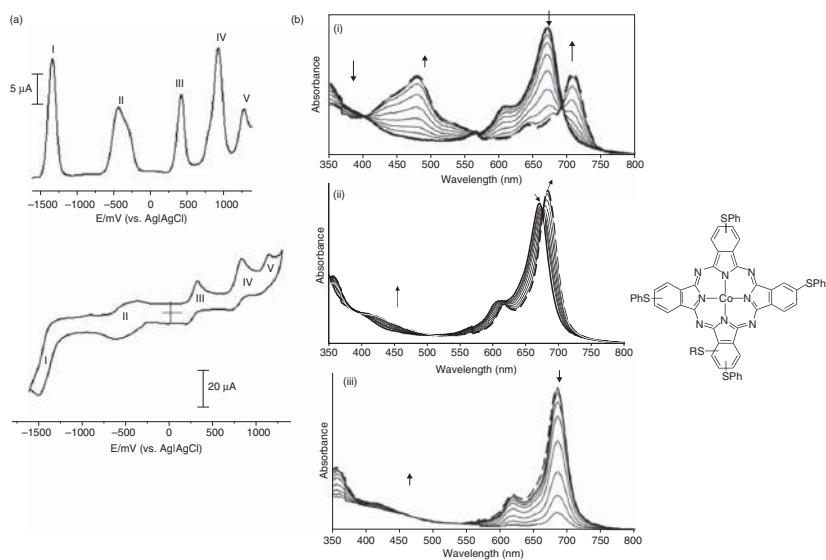 (a)
I
II
III
IV
V
5 µA
−1500 −1000 −500 0 500 1000
E/mV (vs. Ag|AgCl)
I
II
III
IV
V
20 µA
−1500 −1000 −500 0 500 1000
E/mV (vs. Ag|AgCl)
(b)
(i)
Absorbance
350 400 450 500 550 600 650 700 750 800
Wavelength (nm)
(ii)
Absorbance
350 400 450 500 550 600 650 700 750 800
Wavelength (nm)
(iii)
Absorbance
350 400 450 500 550 600 650 700 750 800
Wavelength (nm)
SPh
N N N
PhS N Co N SPh
N N N
RS
SPh